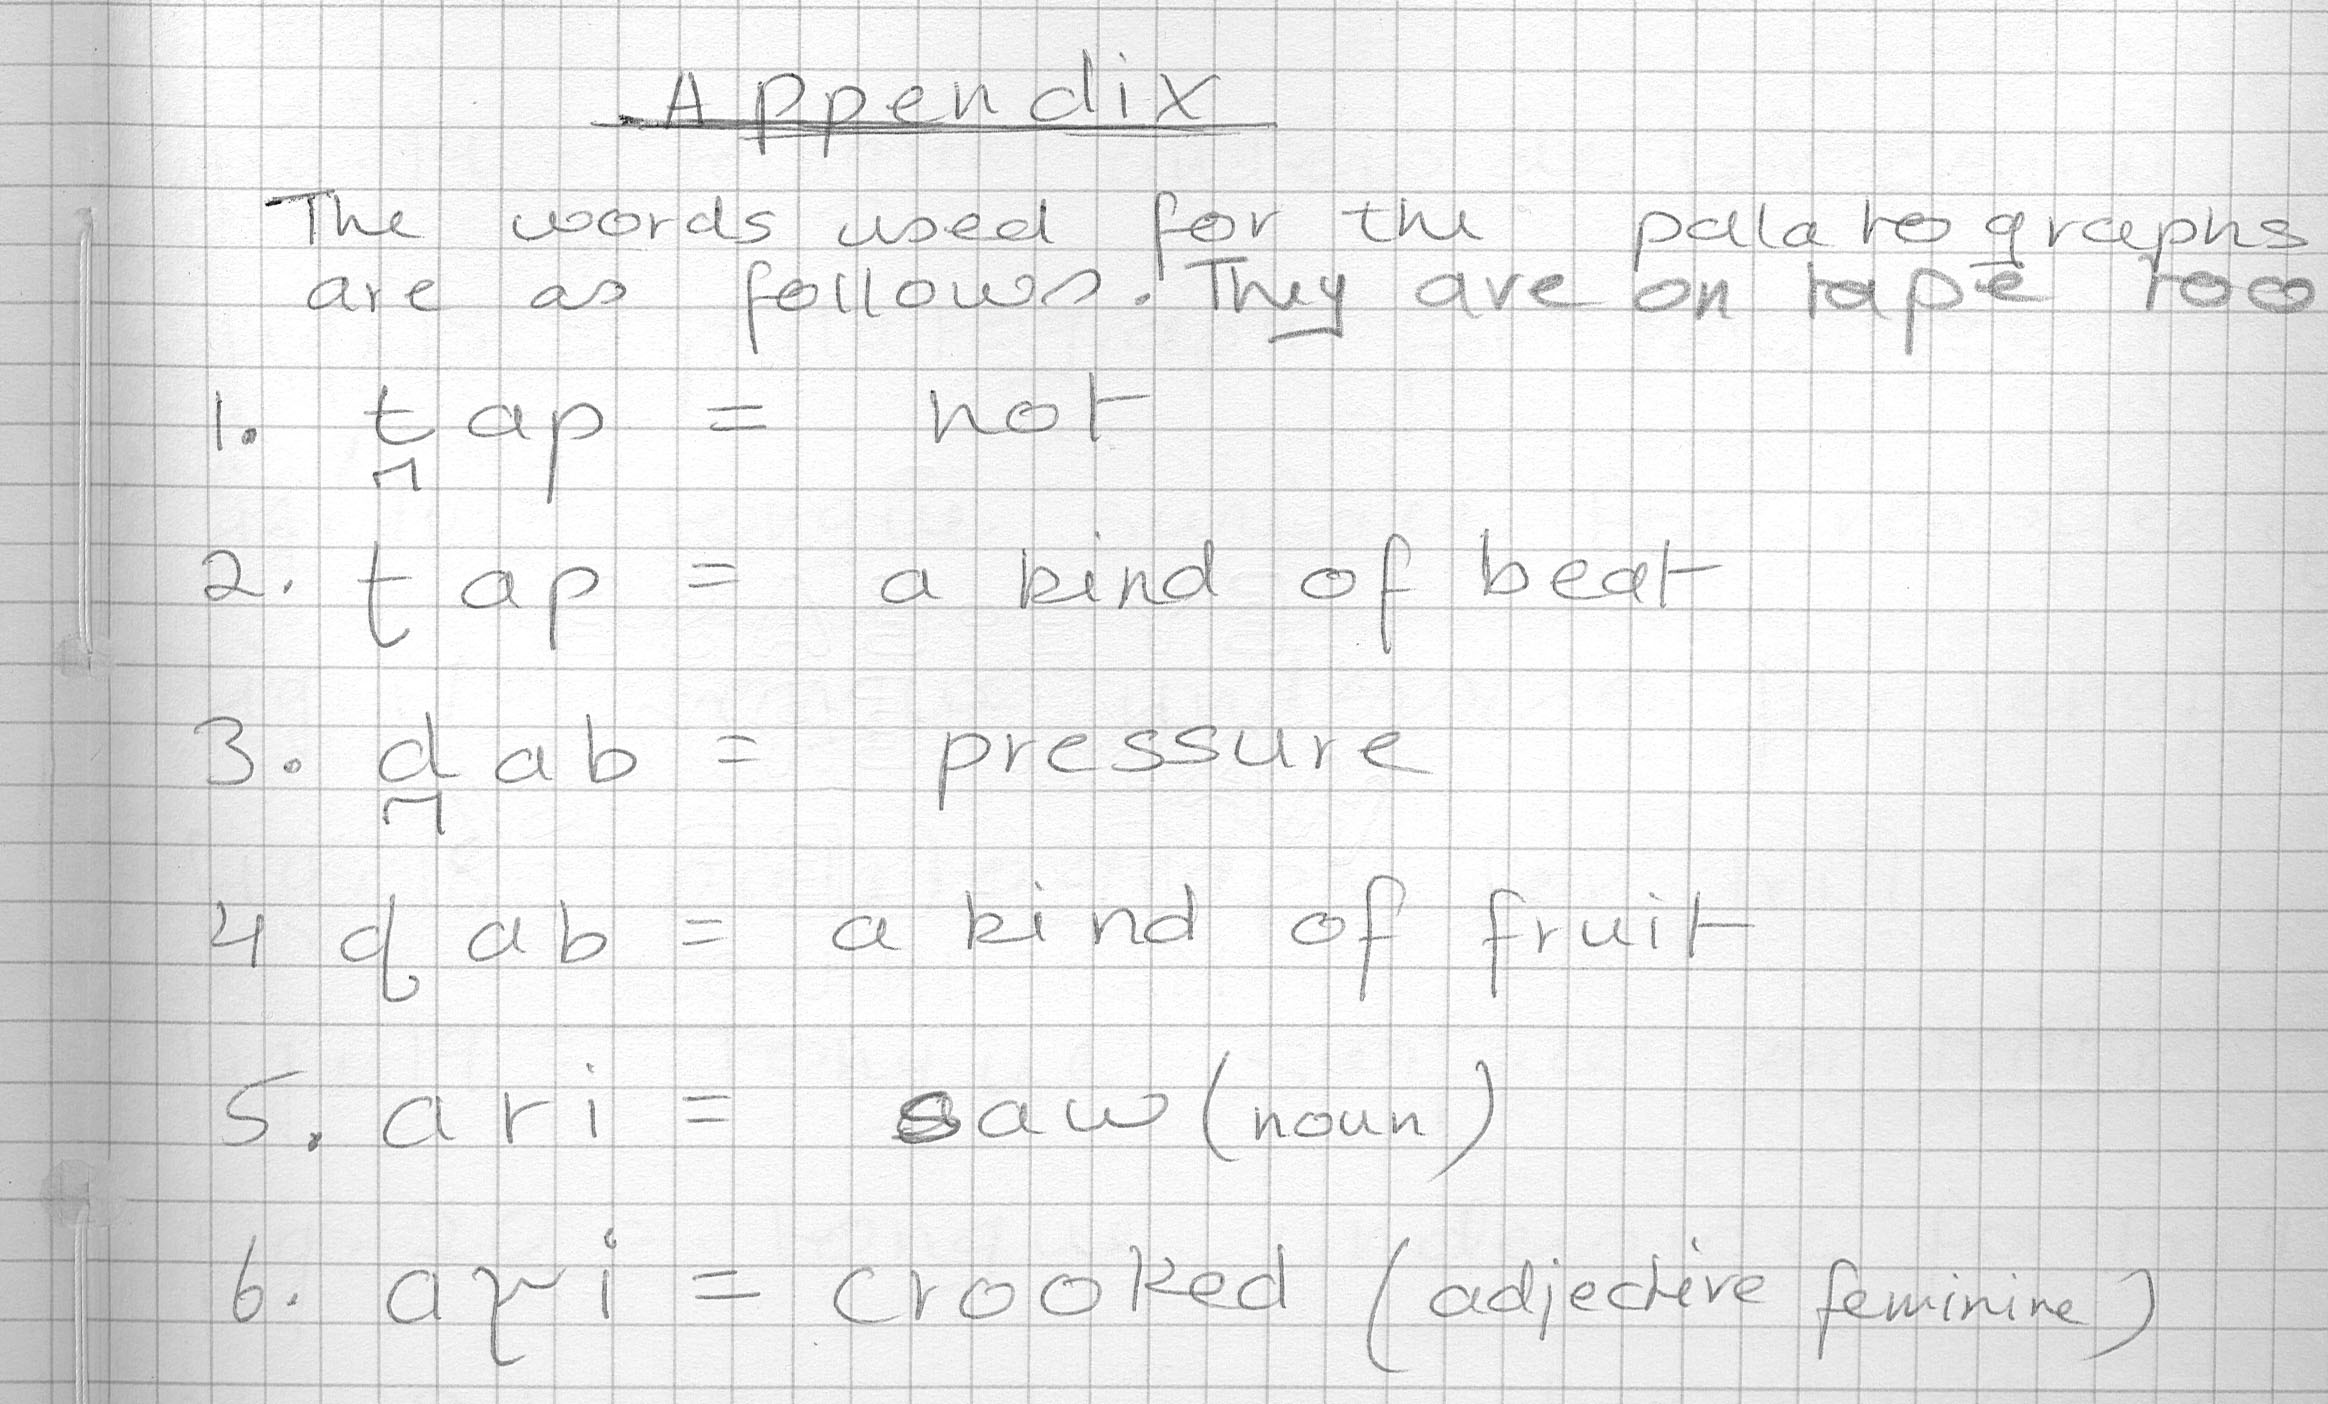 Appendix
The words used for the palatographs
are as follows. They are on tape too
1. t̪ap = not
2. ʈap = a kind of beat
3. d̪ab = pressure
4 ɖab = a kind of fruit
5. ari = saw (noun)
6. aɽi = crooked (adjective feminine)